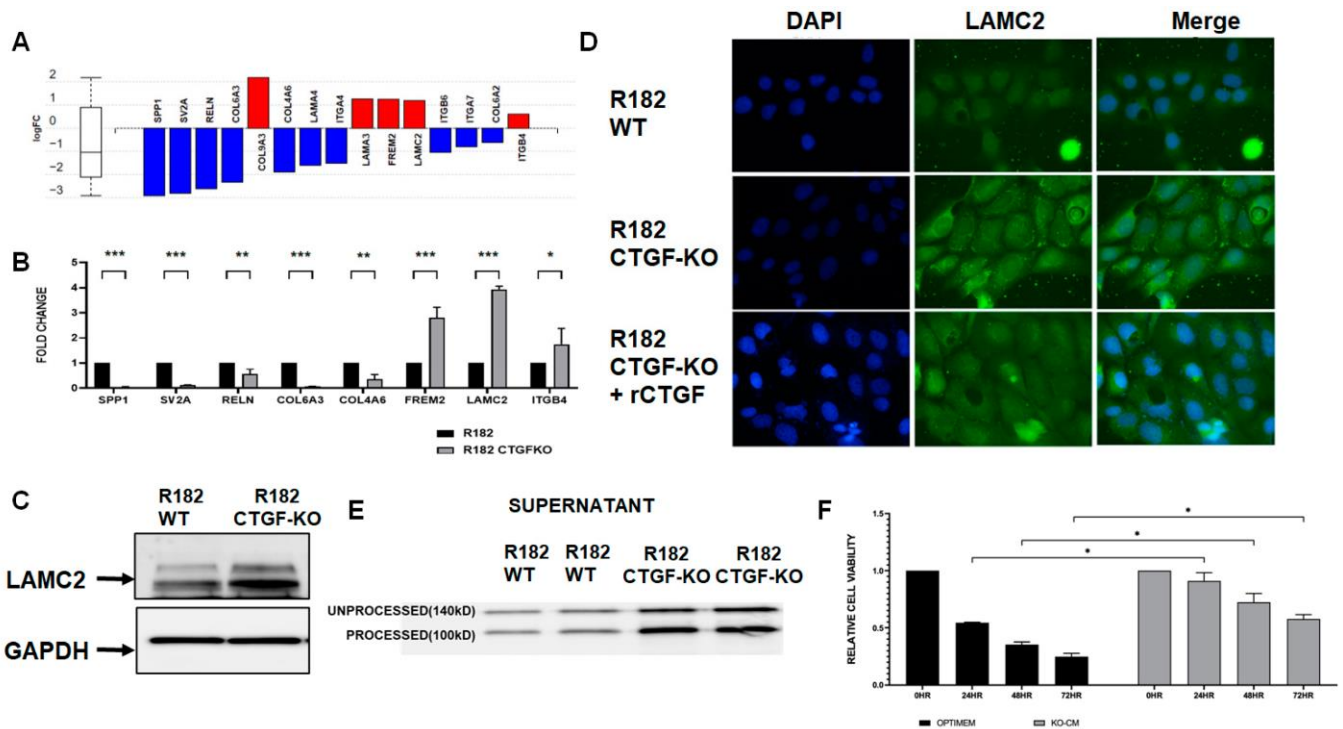 A
logFC
2
1
0
-1
-2
-3
SPP1
SV2A
RELN
COL6A3
COL9A3
COL4A6
LAMA4
ITGA4
LAMA3
FREM2
LAMC2
ITGB6
ITGA7
COL6A2
ITGB4
B
FOLD CHANGE
5
4
3
2
1
0
*** *** ** *** ** *** *** *
SPP1 SV2A RELN COL6A3 COL4A6 FREM2 LAMC2 ITGB4
R182
R182 CTGFKO
C
R182 R182
WT CTGF-KO
LAMC2
GAPDH
D
DAPI LAMC2 Merge
R182
WT
R182
CTGF-KO
R182
CTGF-KO
+ rCTGF
E
SUPERNATANT
R182 R182 R182 R182
WT WT CTGF-KO CTGF-KO
UNPROCESSED(140kD)
PROCESSED(100kD)
F
RELATIVE CELL VIABILITY
1.5
1.0
0.5
0.0
*
*
*
0HR 24HR 48HR 72HR 0HR 24HR 48HR 72HR
OPTIMEM KO-CM